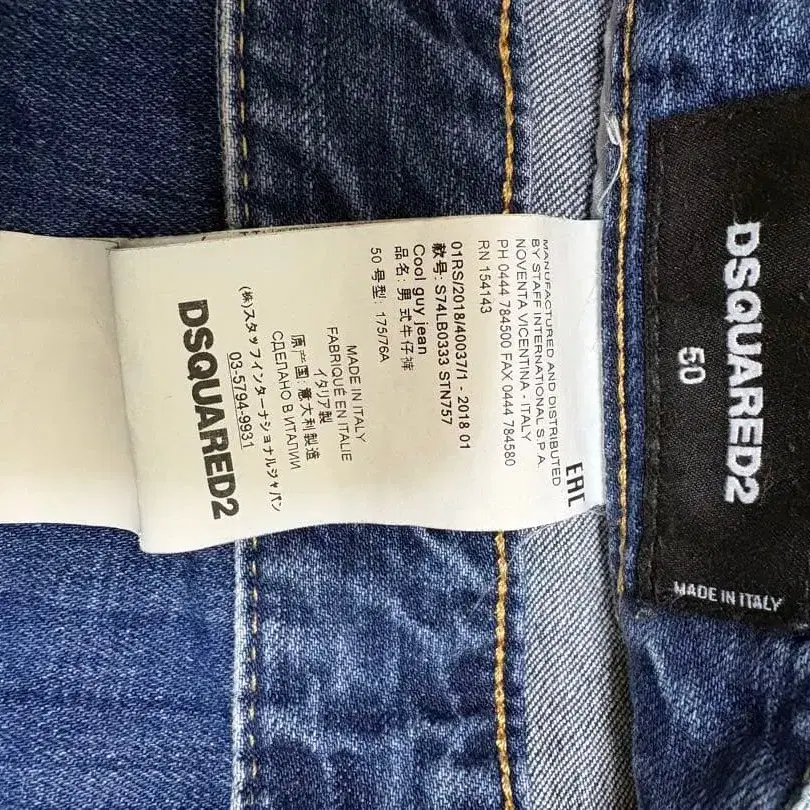 EAC
MANUFACTURED AND DISTRIBUTED
BY STAFF INTERNATIONAL S.P.A.
NOVENTA VICENTINA - ITALY
PH 0444 784500 FAX 0444 784580
RN 154143
01RS/2018/40037/1 - 2018 01
款号: S74LB0333 STN757
Cool guy jean
品名: 男式牛仔裤
50 号型: 175/76A
MADE IN ITALY
FABRIQUÉ EN ITALIE
イタリア製
原产国: 意大利製造
СДЕЛАНО В ИТАЛИИ
(株)スタッフインターナショナルジャパン
03-5794-9931
DSQUARED2
DSQUARED2
50
MADE IN ITALY